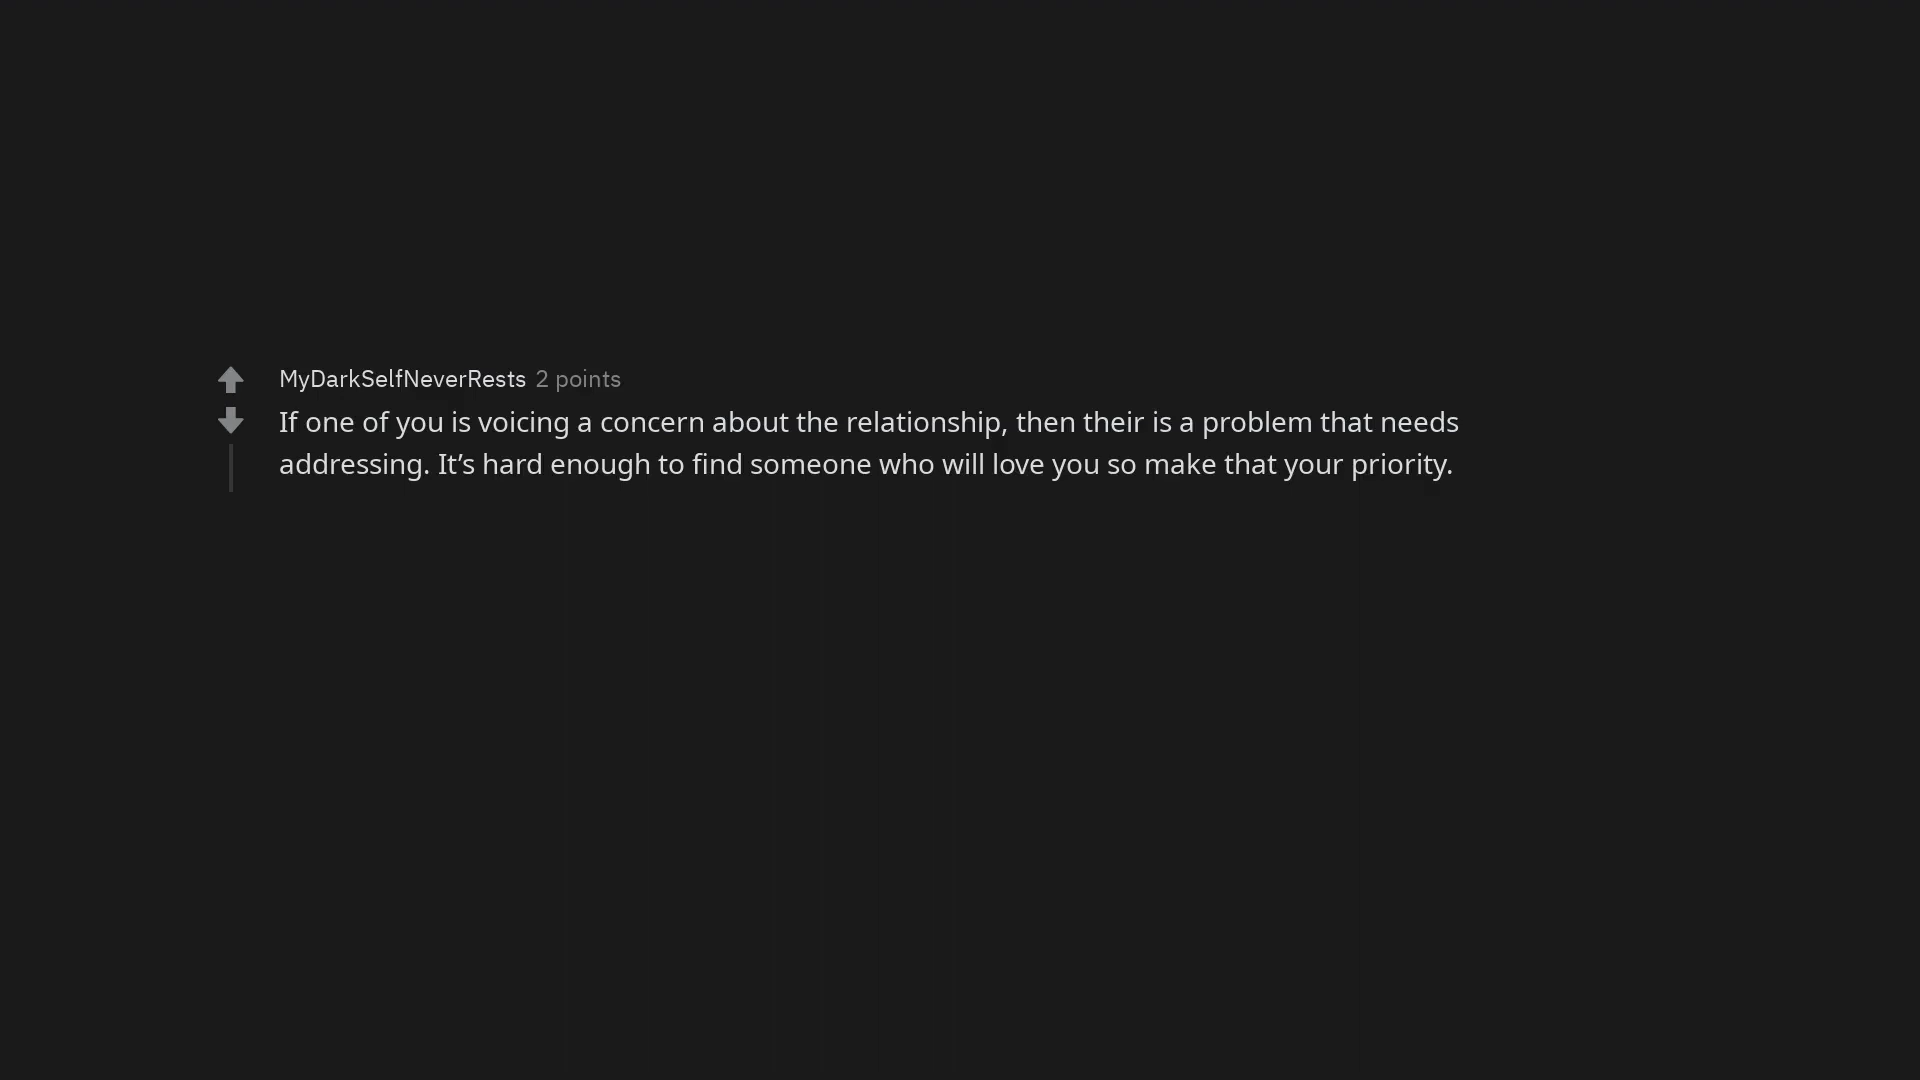 MyDarkSelfNeverRests 2 points
If one of you is voicing a concern about the relationship, then their is a problem that needs
addressing. It’s hard enough to find someone who will love you so make that your priority.